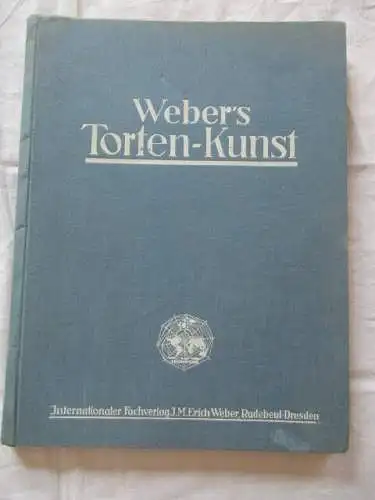 Weber's
Torten-Kunst
Internationaler Fachverlag J.M. Erich Weber, Radebeul-Dresden